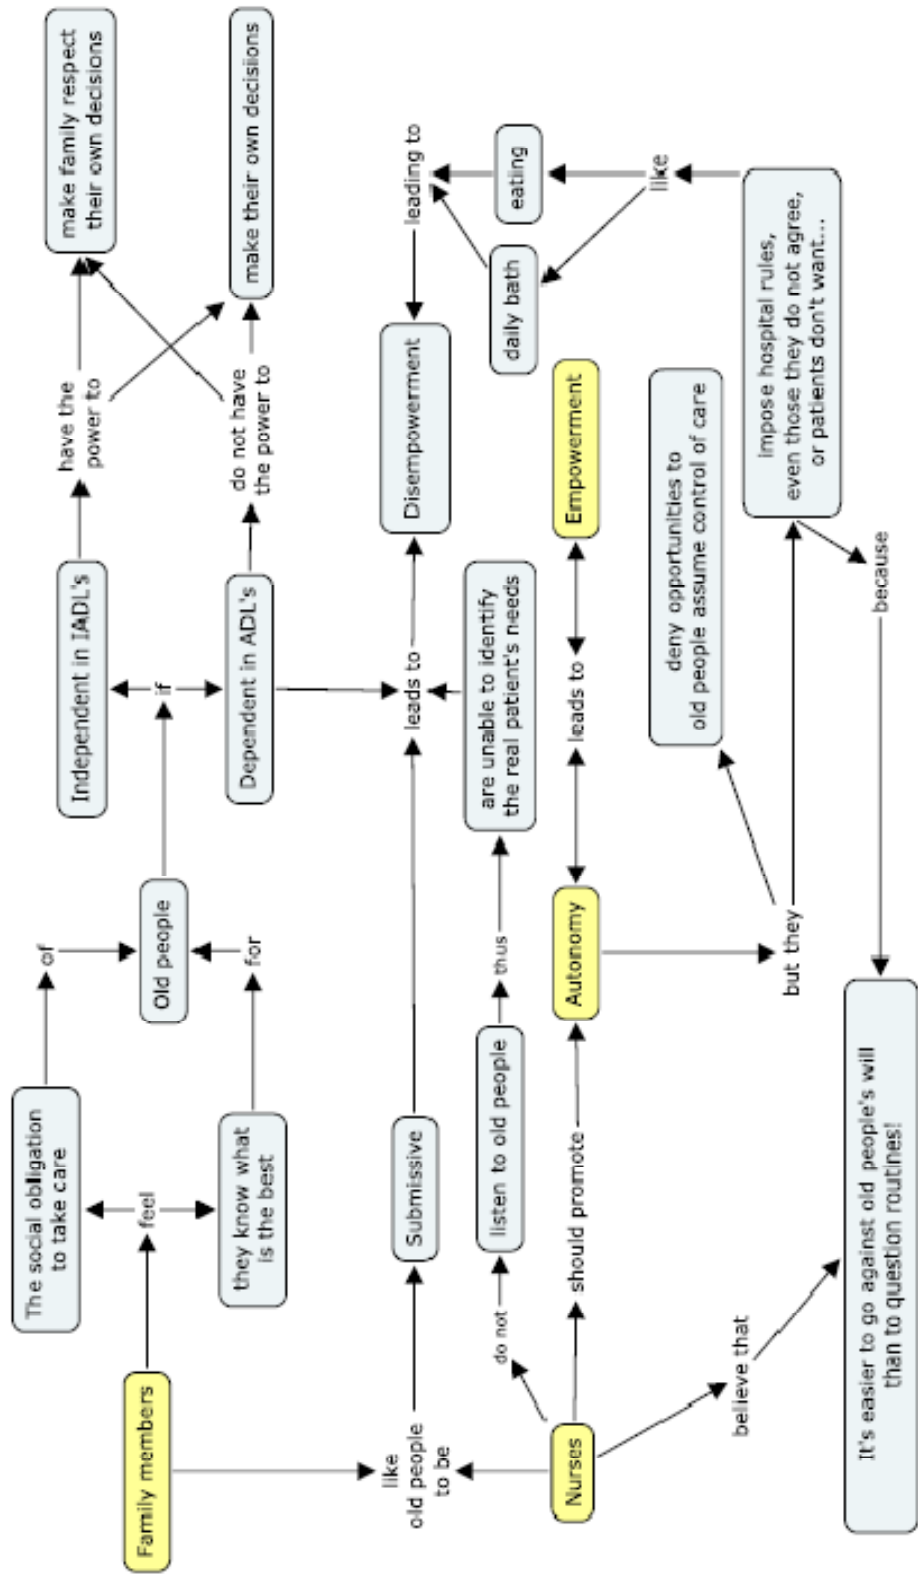 Family members
feel
The social obligation
to take care
they know what
is the best
of
for
Old people
if
Independent in IADL's
Dependent in ADL's
have the
power to
do not have
the power to
make family respect
their own decisions
make their own decisions
like
old people
to be
Submissive
leads to
Disempowerment
leading to
Nurses
do not
listen to old people
thus
are unable to identify
the real patient's needs
daily bath
eating
like
should promote
Autonomy
leads to
Empowerment
but they
deny opportunities to
old people assume control of care
impose hospital rules,
even those they do not agree,
or patients don't want...
because
believe that
It's easier to go against old people's will
than to question routines!